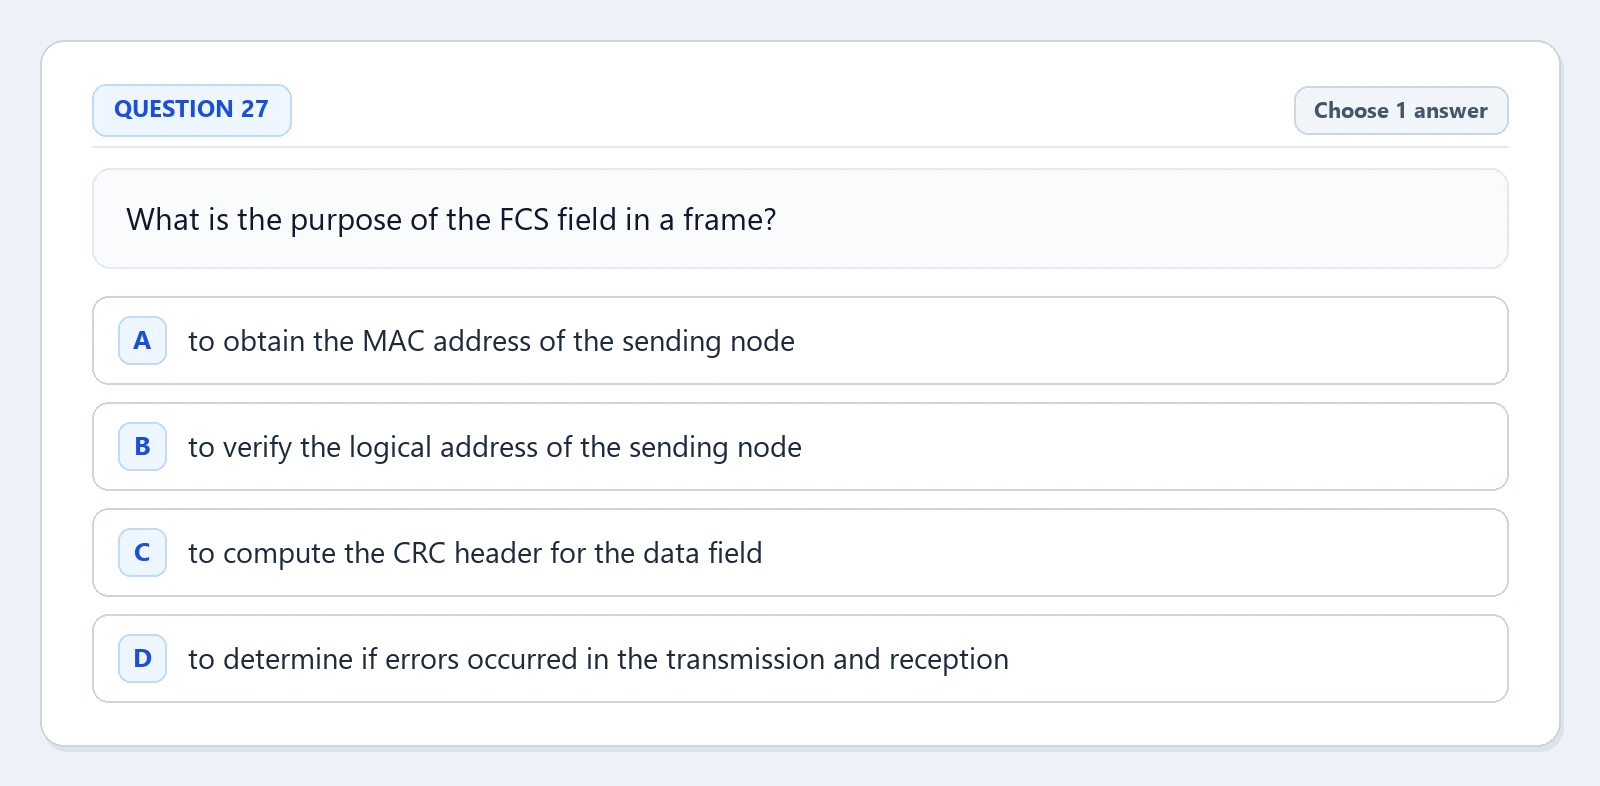 QUESTION 27
Choose 1 answer
What is the purpose of the FCS field in a frame?
A to obtain the MAC address of the sending node
B to verify the logical address of the sending node
C to compute the CRC header for the data field
D to determine if errors occurred in the transmission and reception